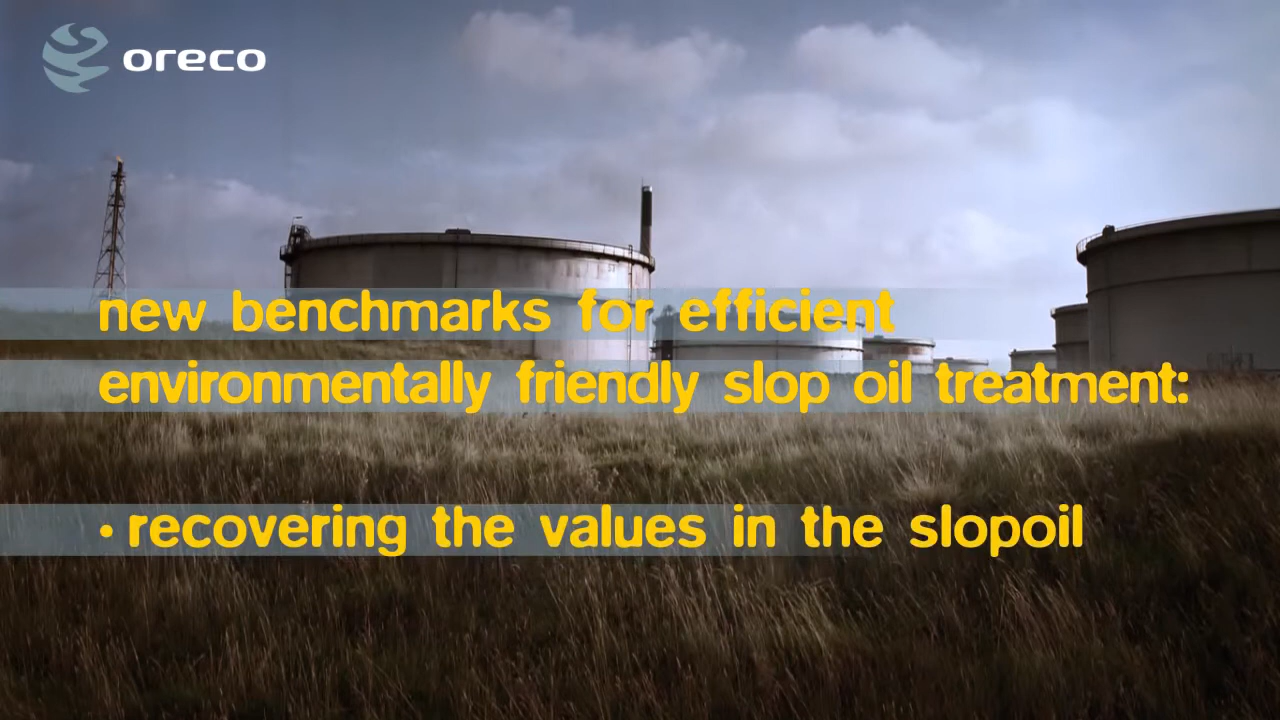 oreco
new benchmarks for efficient
environmentally friendly slop oil treatment:
• recovering the values in the slopoil